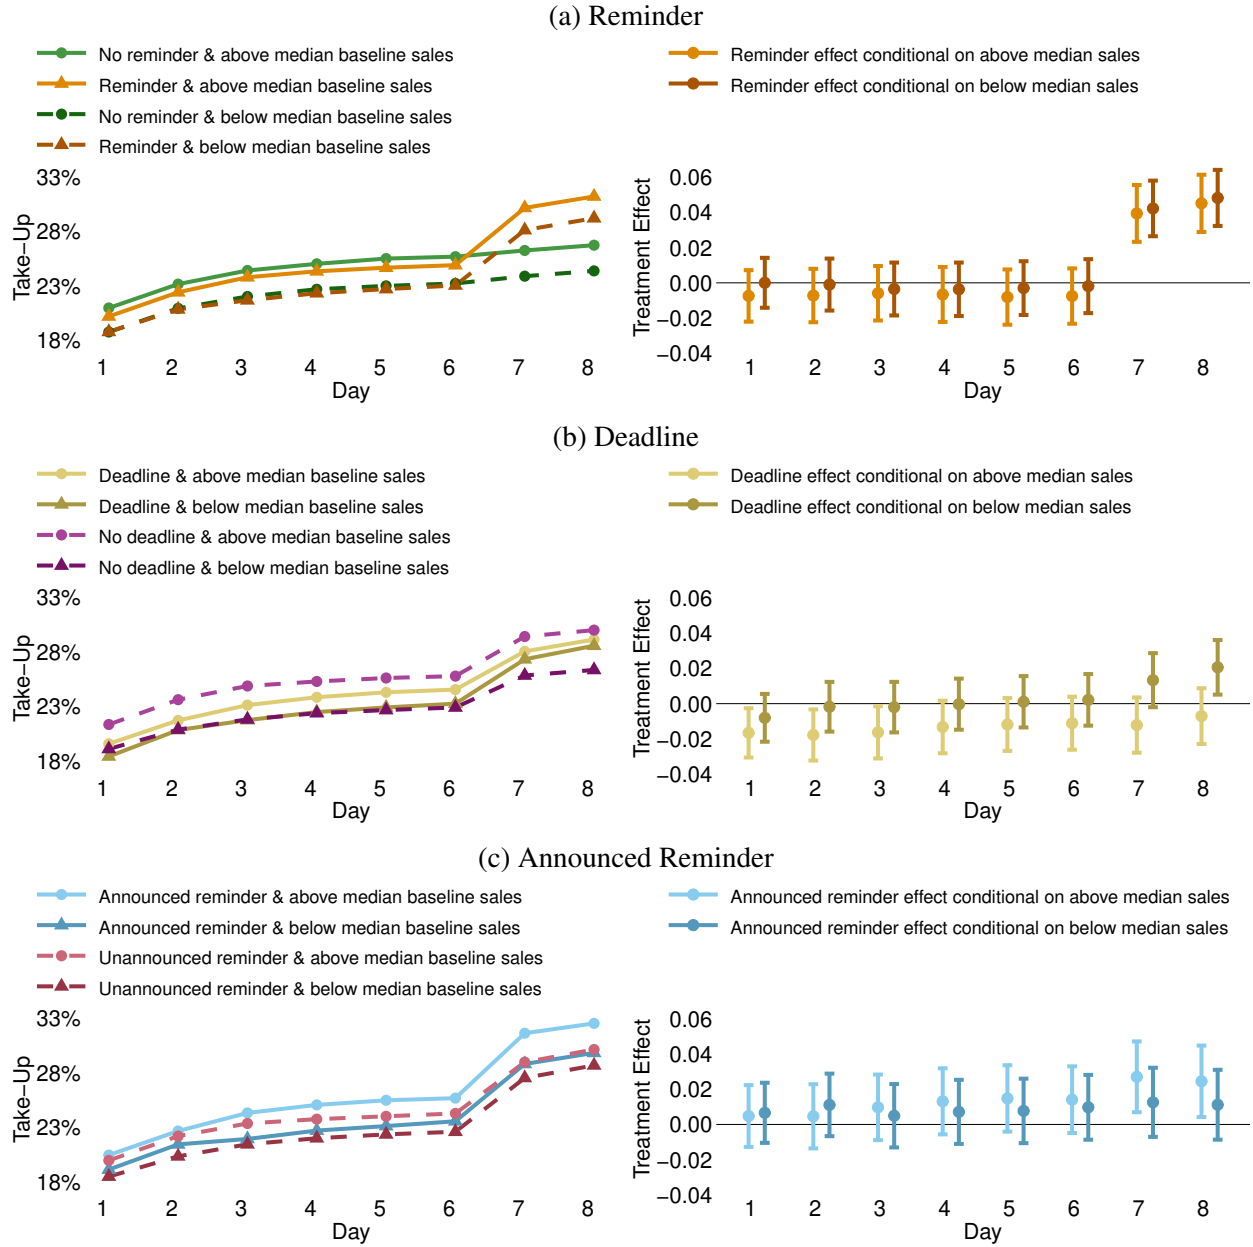 (a) Reminder
No reminder & above median baseline sales
Reminder & above median baseline sales
No reminder & below median baseline sales
Reminder & below median baseline sales
33%
28%
23%
18%
Take−Up
1 2 3 4 5 6 7 8
Day
Reminder effect conditional on above median sales
Reminder effect conditional on below median sales
0.06
0.04
0.02
0.00
−0.02
−0.04
Treatment Effect
1 2 3 4 5 6 7 8
Day
(b) Deadline
Deadline & above median baseline sales
Deadline & below median baseline sales
No deadline & above median baseline sales
No deadline & below median baseline sales
33%
28%
23%
18%
Take−Up
1 2 3 4 5 6 7 8
Day
Deadline effect conditional on above median sales
Deadline effect conditional on below median sales
0.06
0.04
0.02
0.00
−0.02
−0.04
Treatment Effect
1 2 3 4 5 6 7 8
Day
(c) Announced Reminder
Announced reminder & above median baseline sales
Announced reminder & below median baseline sales
Unannounced reminder & above median baseline sales
Unannounced reminder & below median baseline sales
33%
28%
23%
18%
Take−Up
1 2 3 4 5 6 7 8
Day
Announced reminder effect conditional on above median sales
Announced reminder effect conditional on below median sales
0.06
0.04
0.02
0.00
−0.02
−0.04
Treatment Effect
1 2 3 4 5 6 7 8
Day